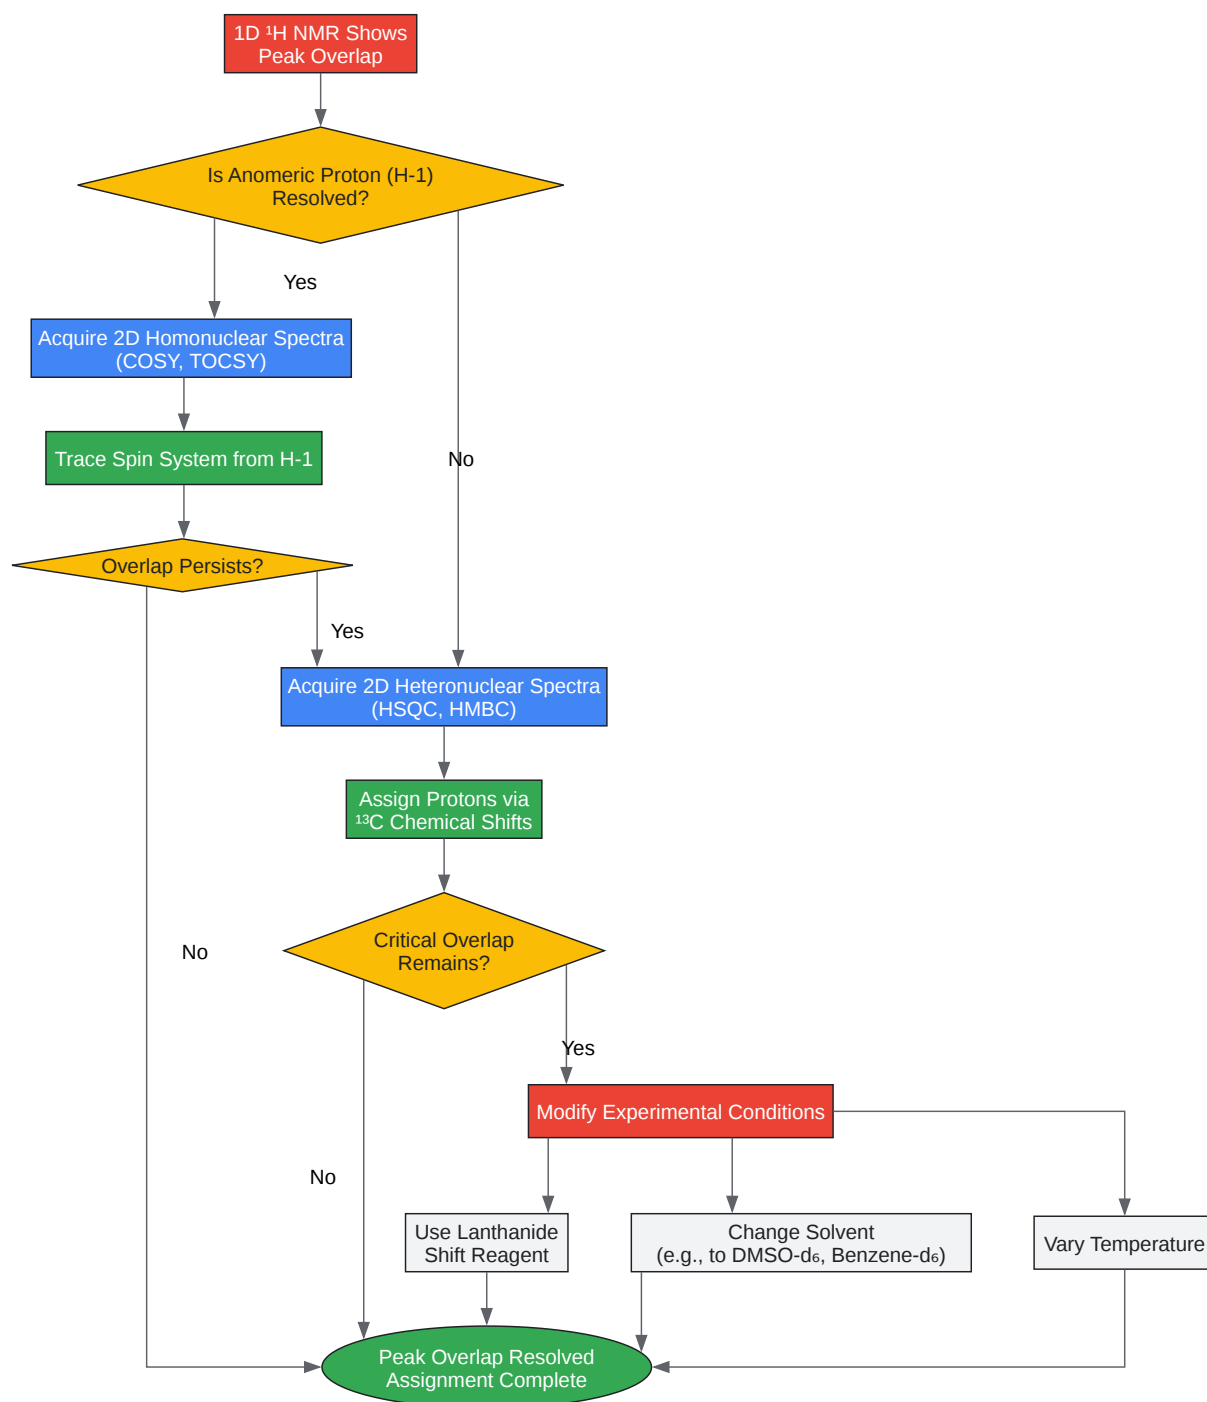 1D ¹H NMR Shows
Peak Overlap
Is Anomeric Proton (H-1)
Resolved?
Yes
Acquire 2D Homonuclear Spectra
(COSY, TOCSY)
Trace Spin System from H-1
No
Overlap Persists?
Yes
Acquire 2D Heteronuclear Spectra
(HSQC, HMBC)
Assign Protons via
¹³C Chemical Shifts
No
Critical Overlap
Remains?
Yes
Modify Experimental Conditions
No
Use Lanthanide
Shift Reagent
Change Solvent
(e.g., to DMSO-d₆, Benzene-d₆)
Vary Temperature
Peak Overlap Resolved
Assignment Complete